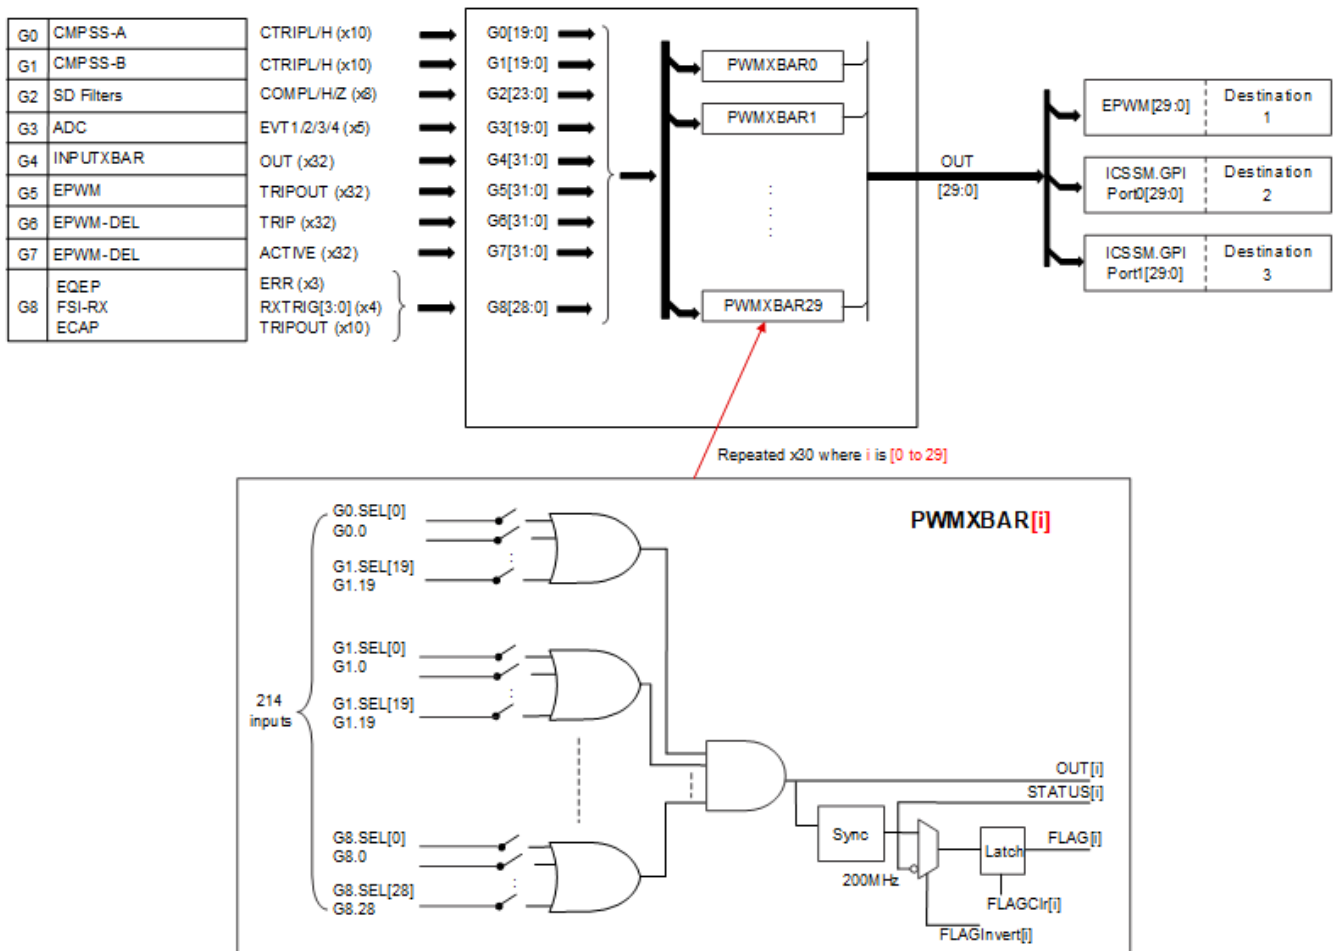 G0 CMPSS-A CTRIPL/H (x10) G0[19:0]
G1 CMPSS-B CTRIPL/H (x10) G1[19:0]
G2 SD Filters COMPL/H/Z (x8) G2[23:0]
G3 ADC EVT1/2/3/4 (x5) G3[19:0]
G4 INPUTXBAR OUT (x32) G4[31:0]
G5 EPWM TRIPOUT (x32) G5[31:0]
G6 EPWM-DEL TRIP (x32) G6[31:0]
G7 EPWM-DEL ACTIVE (x32) G7[31:0]
G8
EQEP ERR (x3)
FSI-RX RXTRIG[3:0] (x4) G8[28:0]
ECAP TRIPOUT (x10)
PWMXBAR0
PWMXBAR1
PWMXBAR29
OUT
[29:0]
EPWM[29:0]
Destination
1
ICSSM.GPI
Port0[29:0]
Destination
2
ICSSM.GPI
Port1[29:0]
Destination
3
Repeated x30 where i is [0 to 29]
PWMXBAR[i]
214
inputs
G0.SEL[0]
G0.0
G1.SEL[19]
G1.19
G1.SEL[0]
G1.0
G1.SEL[19]
G1.19
G8.SEL[0]
G8.0
G8.SEL[28]
G8.28
OUT[i]
STATUS[i]
Sync
200MHz
Latch
FLAG[i]
FLAGClr[i]
FLAGInvert[i]